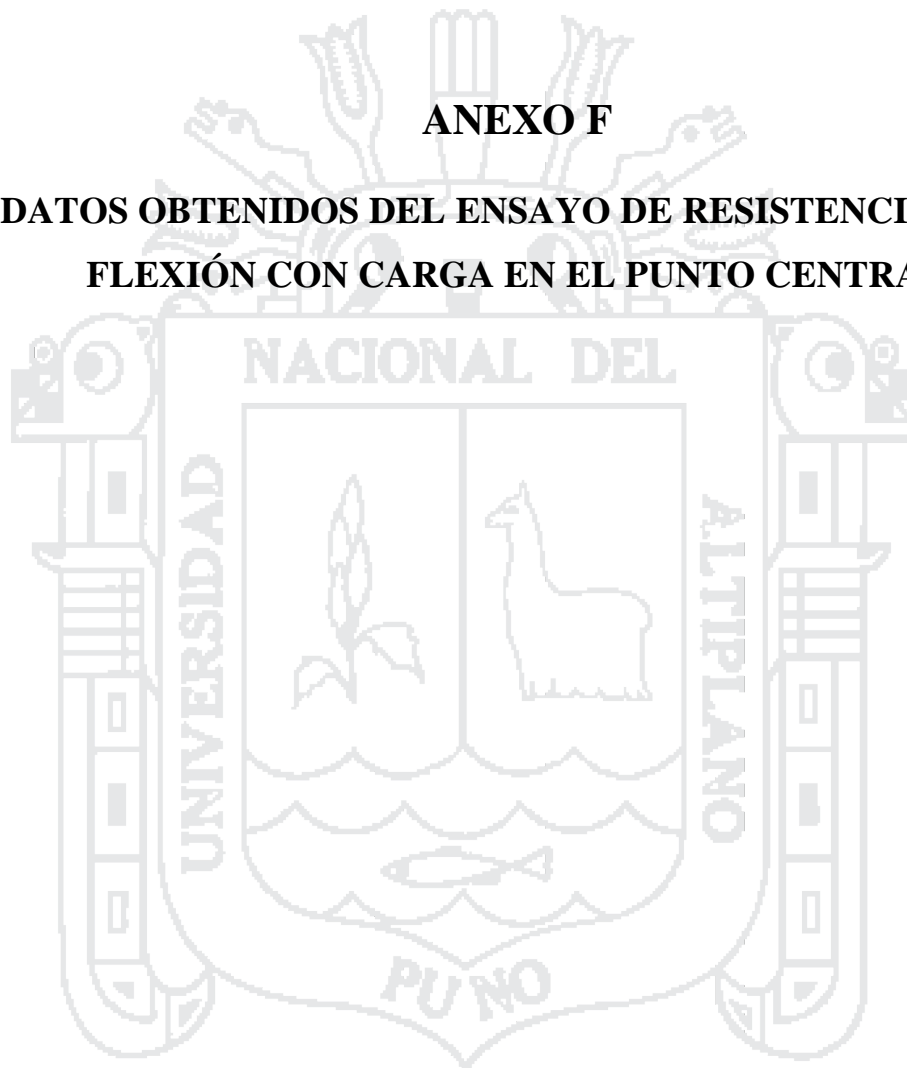 ANEXO F
DATOS OBTENIDOS DEL ENSAYO DE RESISTENCI
FLEXIÓN CON CARGA EN EL PUNTO CENTRA
NACIONAL DEL
UNIVERSIDAD
ALTIPLANO
PUNO